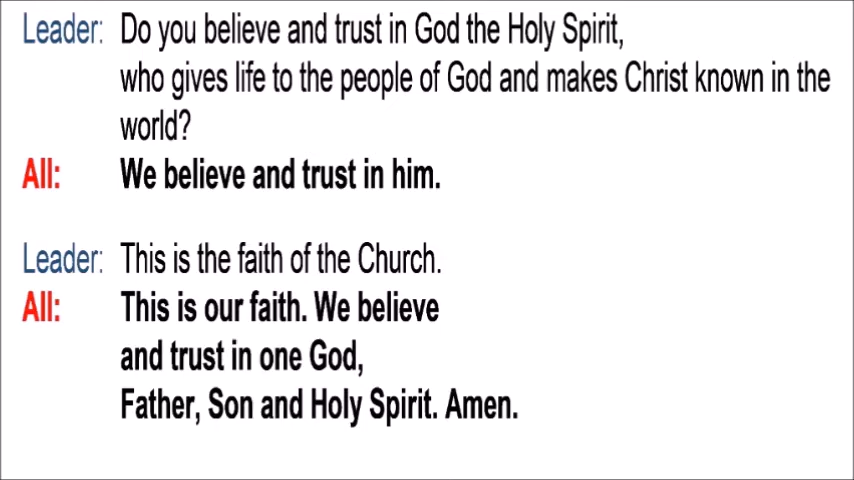 Leader: Do you believe and trust in God the Holy Spirit,
who gives life to the people of God and makes Christ known in the
world?
All: We believe and trust in him.
Leader: This is the faith of the Church.
All: This is our faith. We believe
and trust in one God,
Father, Son and Holy Spirit. Amen.